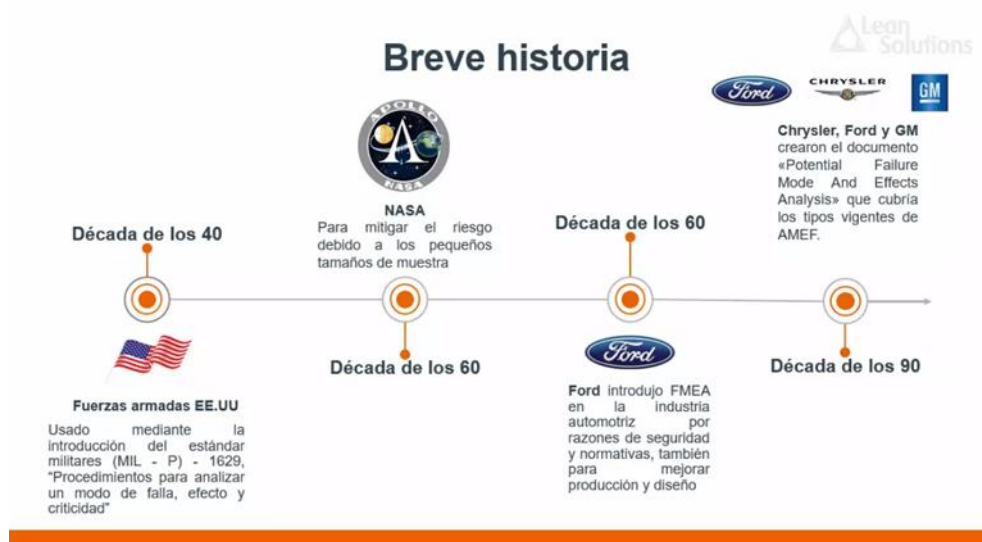 Lean
Solutions
Breve historia
Década de los 40
Fuerzas armadas EE.UU
Usado mediante la
introducción del estándar
militares (MIL - P) - 1629,
"Procedimientos para analizar
un modo de falla, efecto y
criticidad"
APOLLO
A
NASA
NASA
Para mitigar el riesgo
debido a los pequeños
tamaños de muestra
Década de los 60
Década de los 60
Ford
Ford introdujo FMEA
en la industria
automotriz por
razones de seguridad
y normativas, también
para mejorar
producción y diseño
Ford
CHRYSLER
GM
Chrysler, Ford y GM
crearon el documento
«Potential Failure
Mode And Effects
Analysis» que cubría
los tipos vigentes de
AMEF.
Década de los 90